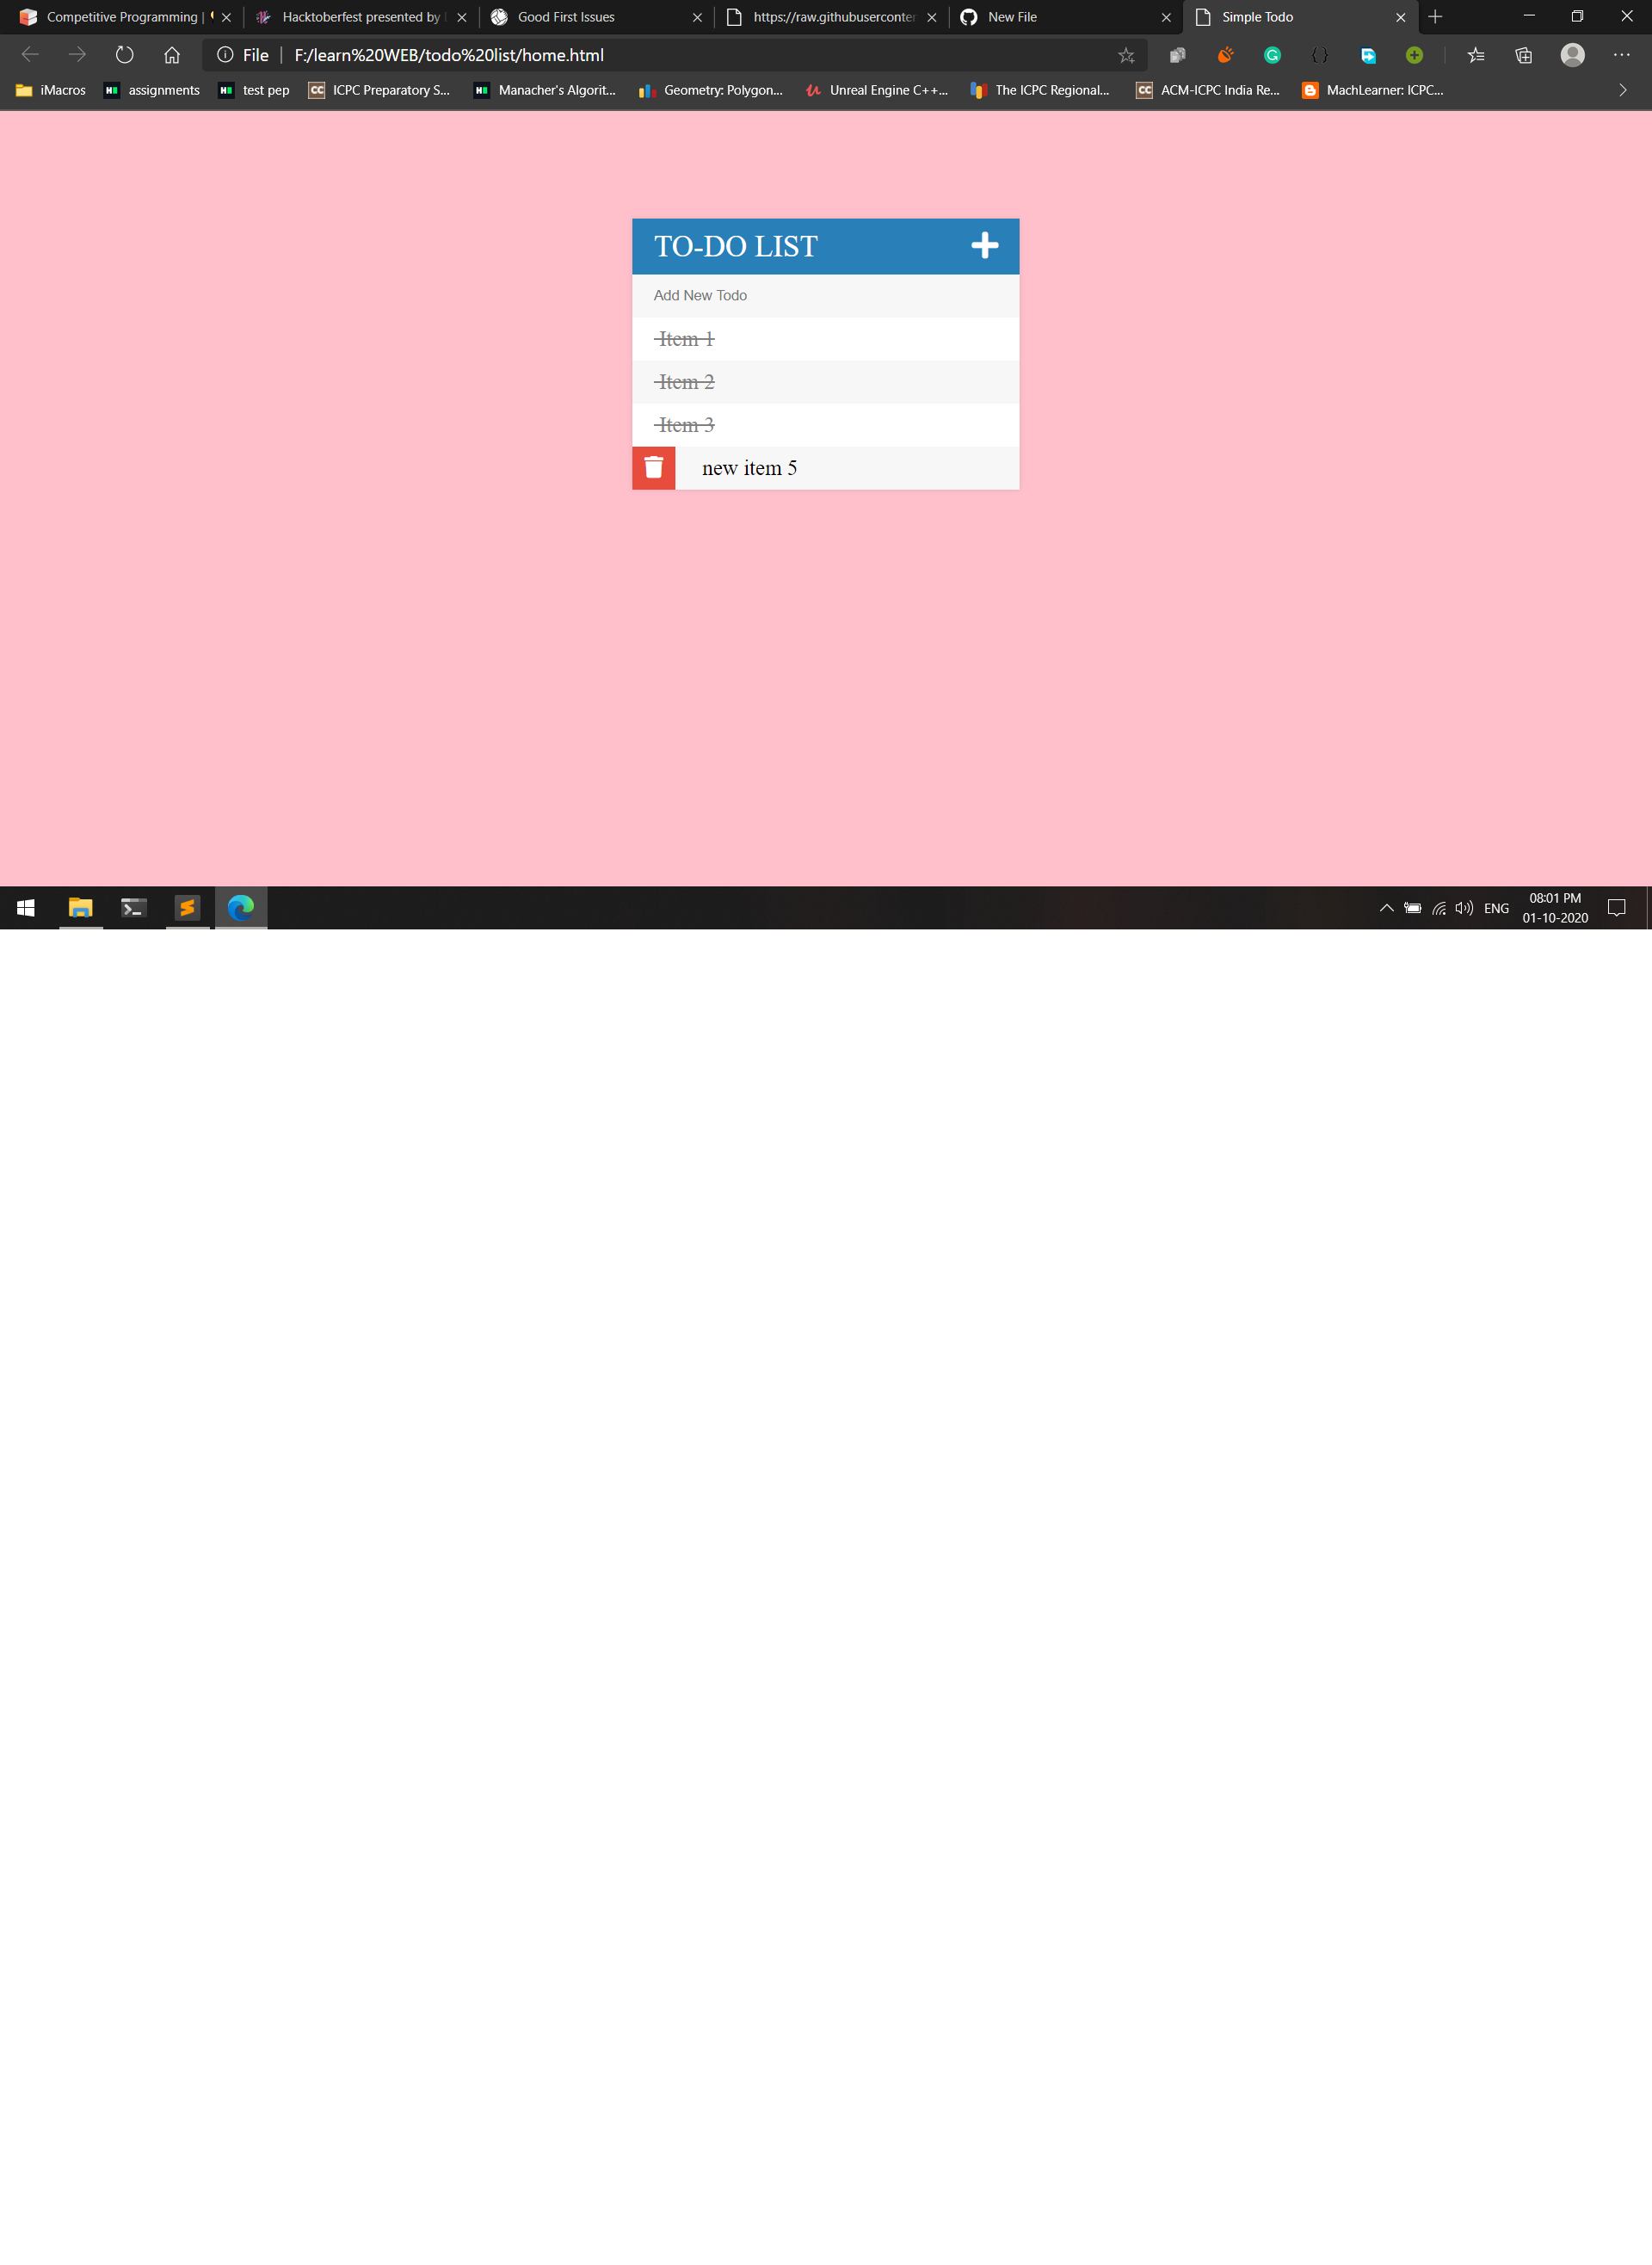 Competitive Programming |
Hacktoberfest presented by
Good First Issues
https://raw.githubuserconter
New File
Simple Todo
File
F:/learn%20WEB/todo%20list/home.html
iMacros
assignments
test pep
ICPC Preparatory S...
Manacher's Algorit...
Geometry: Polygon...
Unreal Engine C++...
The ICPC Regional...
ACM-ICPC India Re...
MachLearner: ICPC...
TO-DO LIST
Add New Todo
Item 1
Item 2
Item 3
new item 5
ENG
08:01 PM
01-10-2020